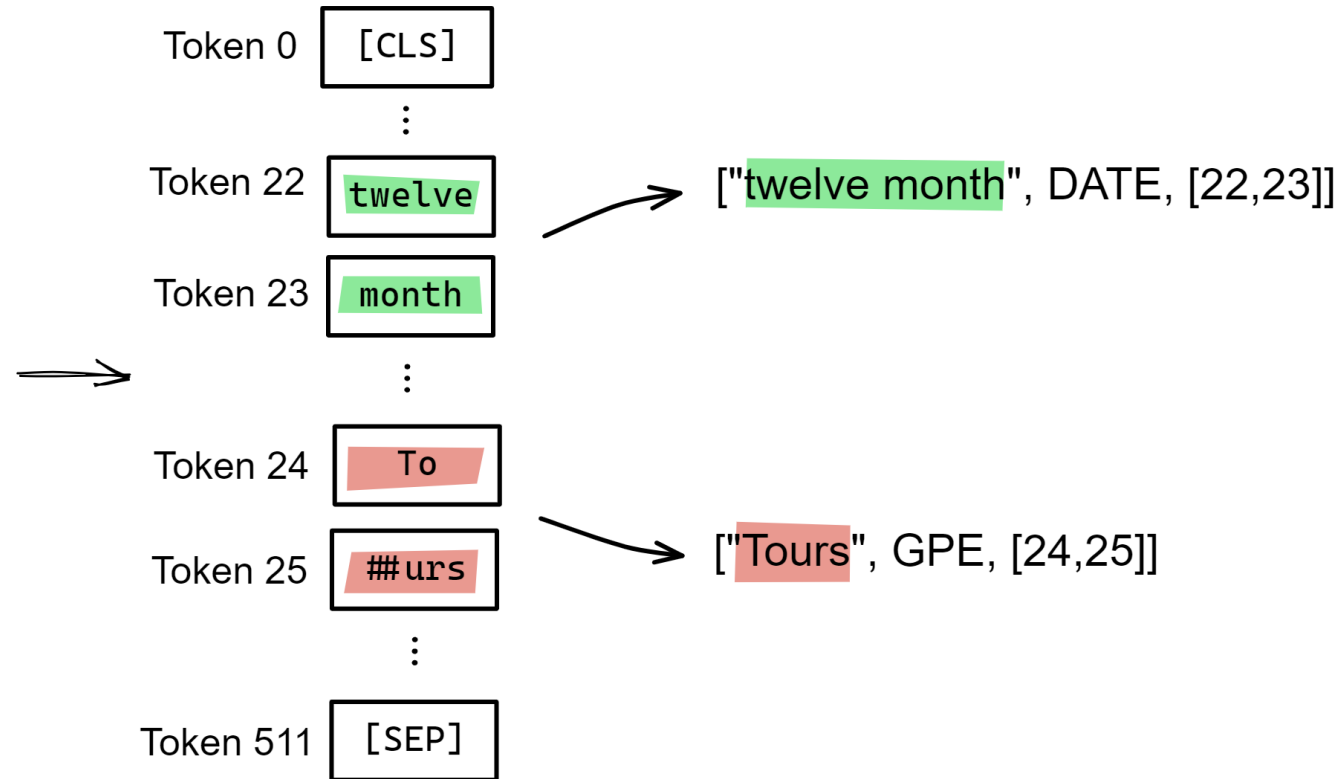 Token 0 [CLS]
⋮
Token 22 twelve
["twelve month", DATE, [22,23]]
Token 23 month
⋮
Token 24 To
Token 25 ##urs
["Tours", GPE, [24,25]]
⋮
Token 511 [SEP]